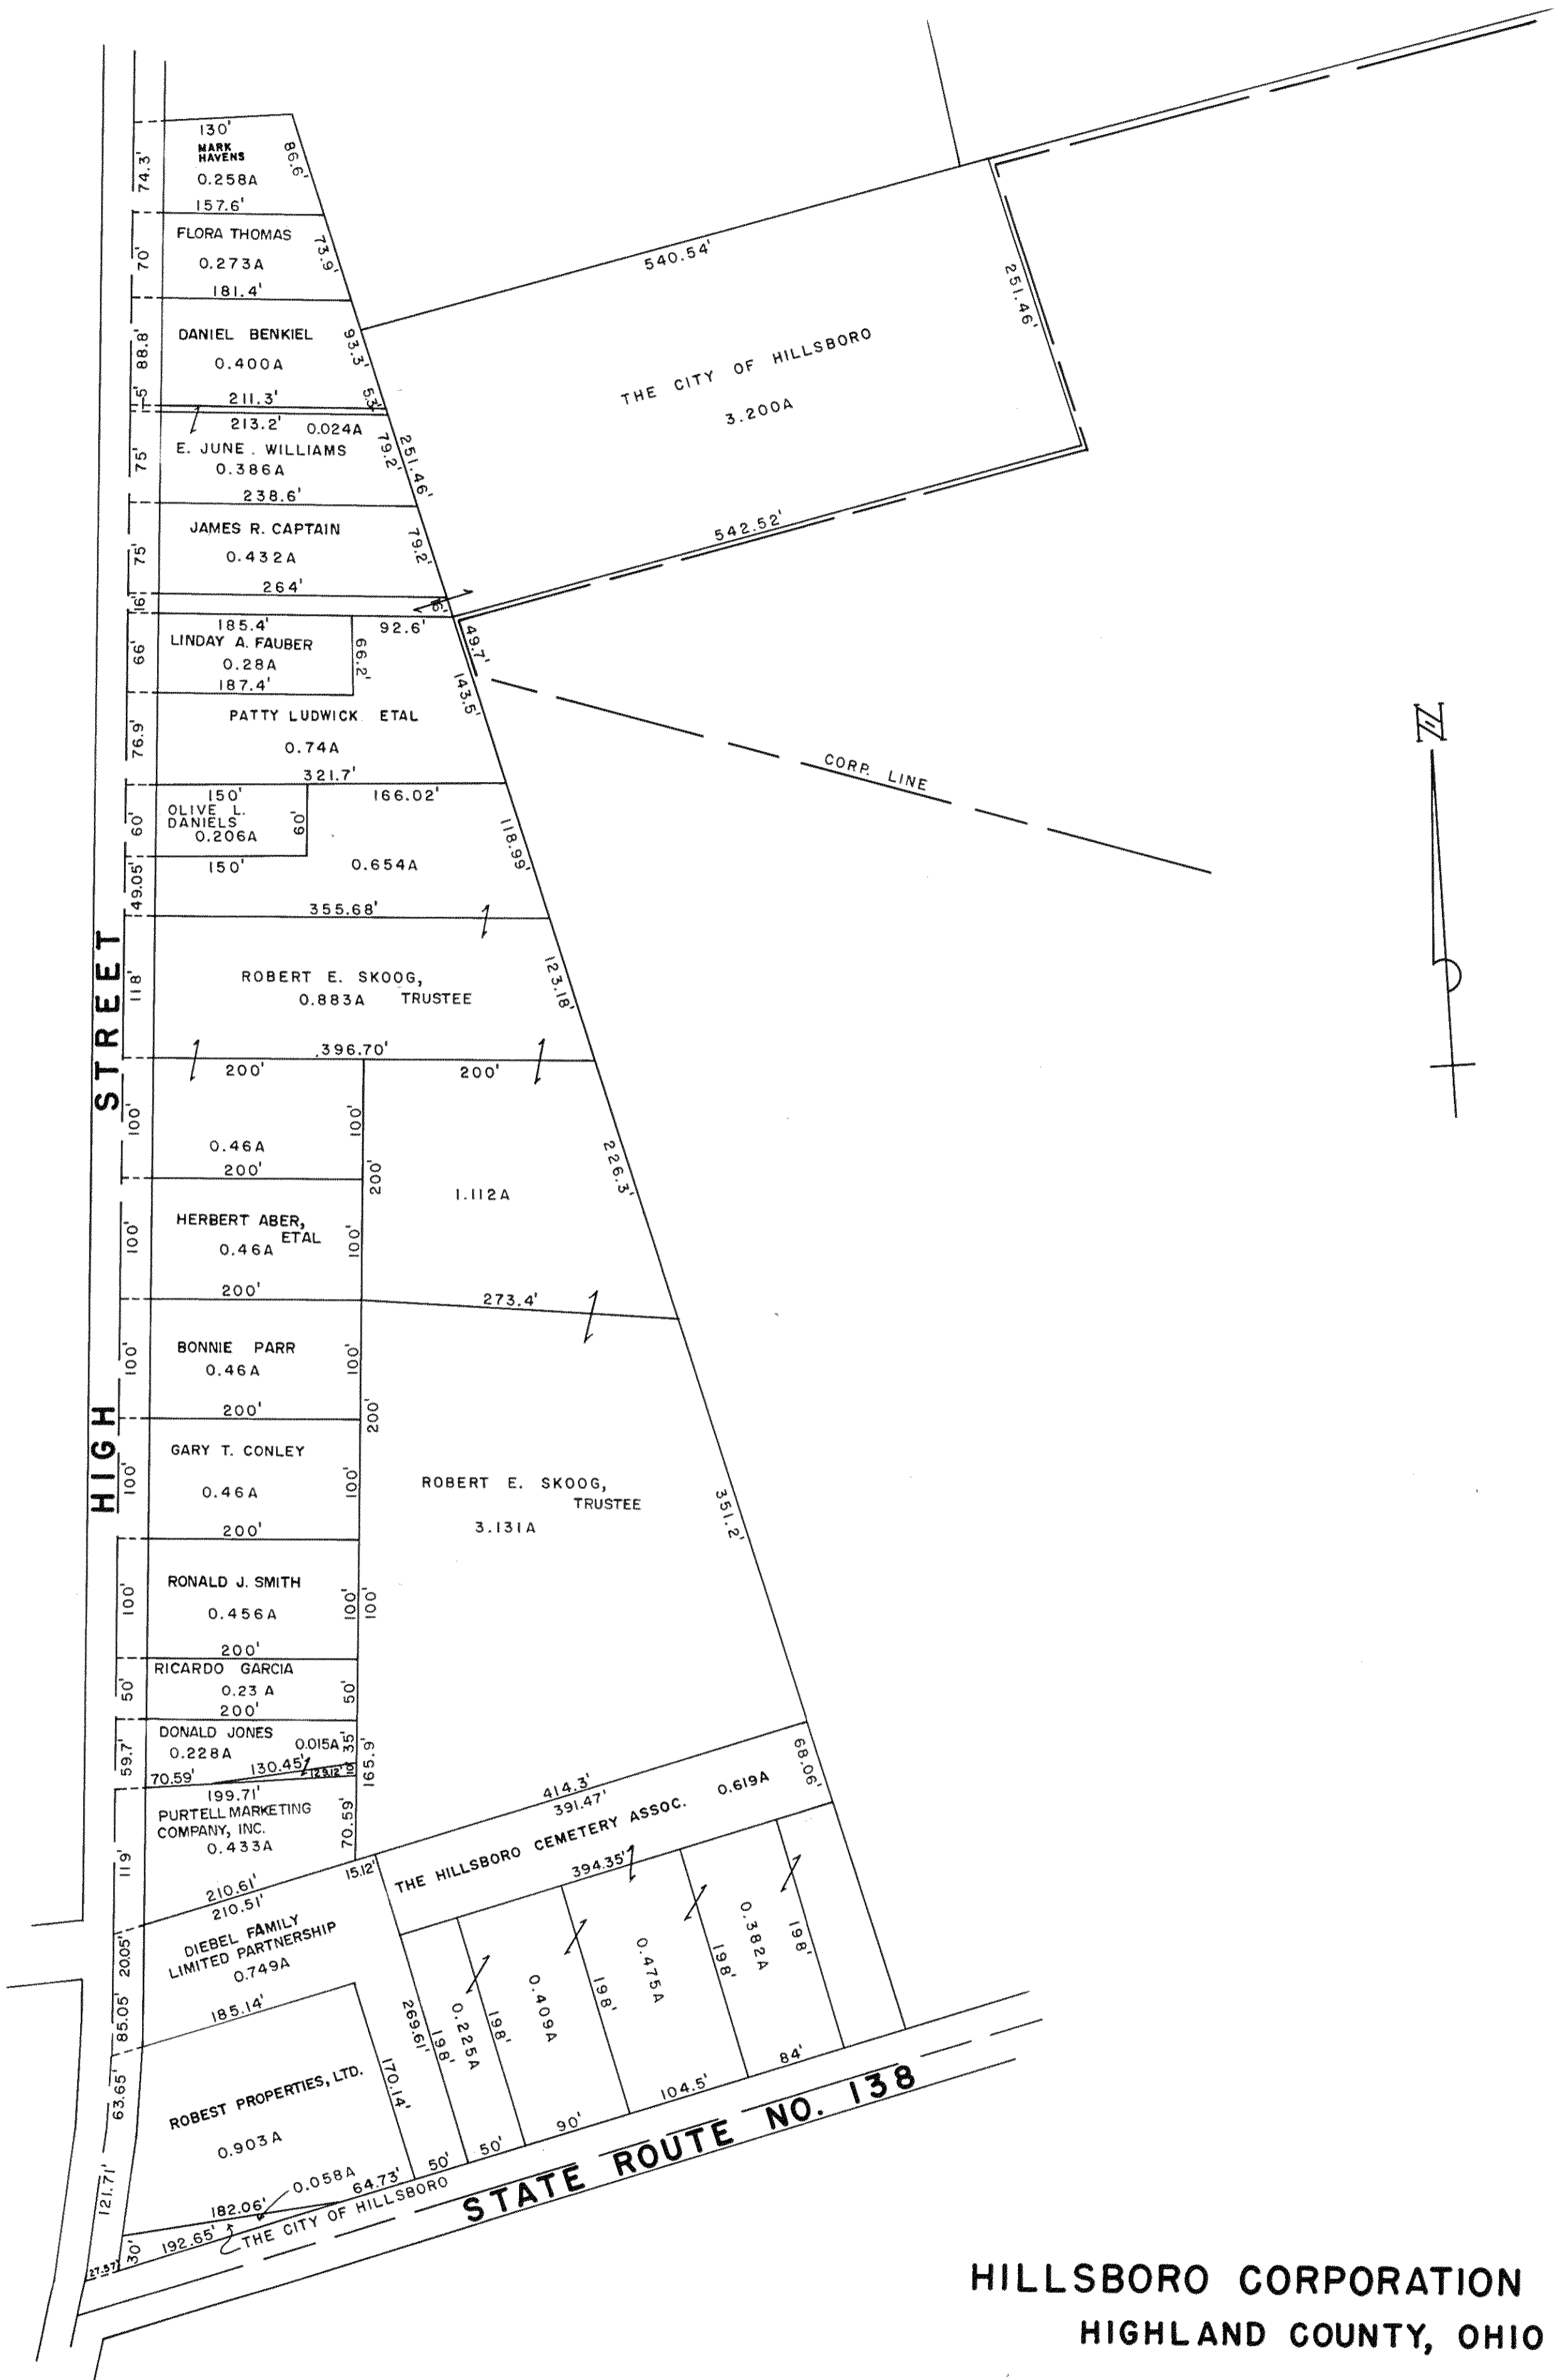 130'
MARK
HAVENS
0.258A
74.3'
86.6'
157.6'
FLORA THOMAS
0.273A
70'
73.9'
181.4'
DANIEL BENKIEL
0.400A
88.8'
93.3'
211.3'
5'
5.3'
213.2' 0.024A
E. JUNE. WILLIAMS
0.386A
75'
79.2'
251.46'
238.6'
JAMES R. CAPTAIN
0.432A
75'
79.2'
264'
16'
540.54'
THE CITY OF HILLSBORO
3.200A
251.46'
542.52'
185.4'
92.6'
LINDAY A. FAUBER
0.28A
66'
66.2'
187.4'
49.7'
143.5'
PATTY LUDWICK ETAL
0.74A
76.9'
321.7'
CORP. LINE
N
150'
166.02'
OLIVE L.
DANIELS
0.206A
60'
60'
150'
0.654A
49.05'
118.99'
355.68'
ROBERT E. SKOOG,
0.883A TRUSTEE
118'
123.18'
396.70'
200'
200'
0.46A
100'
100'
200'
200'
1.112A
226.3'
HERBERT ABER,
ETAL
0.46A
100'
100'
200'
273.4'
BONNIE PARR
0.46A
100'
100'
200'
200'
GARY T. CONLEY
0.46A
100'
100'
200'
ROBERT E. SKOOG,
TRUSTEE
3.131A
351.2'
RONALD J. SMITH
0.456A
100'
100'
100'
200'
RICARDO GARCIA
0.23 A
50'
50'
200'
DONALD JONES
0.228A
0.015A
59.7'
165.9'
70.59'
130.45'
129.12'
199.71'
PURTELL MARKETING
COMPANY, INC.
0.433A
70.59'
119'
210.61'
15.12'
414.3'
391.47'
68.06'
THE HILLSBORO CEMETERY ASSOC. 0.619A
394.35'
210.51'
DIEBEL FAMILY
LIMITED PARTNERSHIP
0.749A
20.05'
85.05'
185.14'
269.61'
198'
0.225A
198'
0.409A
198'
0.475A
198'
0.382A
198'
ROBEST PROPERTIES, LTD.
0.903A
63.65'
170.14'
121.71'
0.058A
182.06'
64.73'
50'
50'
90'
104.5'
84'
192.65'
THE CITY OF HILLSBORO
30'
27.57'
HIGH STREET
STATE ROUTE NO. 138
HILLSBORO CORPORATION
HIGHLAND COUNTY, OHIO